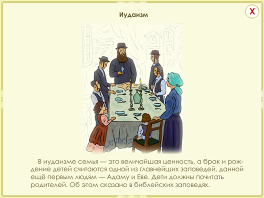 Иудаизм
X
В иудаизме семья — это величайшая ценность, а брак и рож-
дение детей считаются одной из главнейших заповедей, данной
ещё первым людям — Адаму и Еве. Дети должны почитать
родителей. Об этом сказано в библейских заповедях.